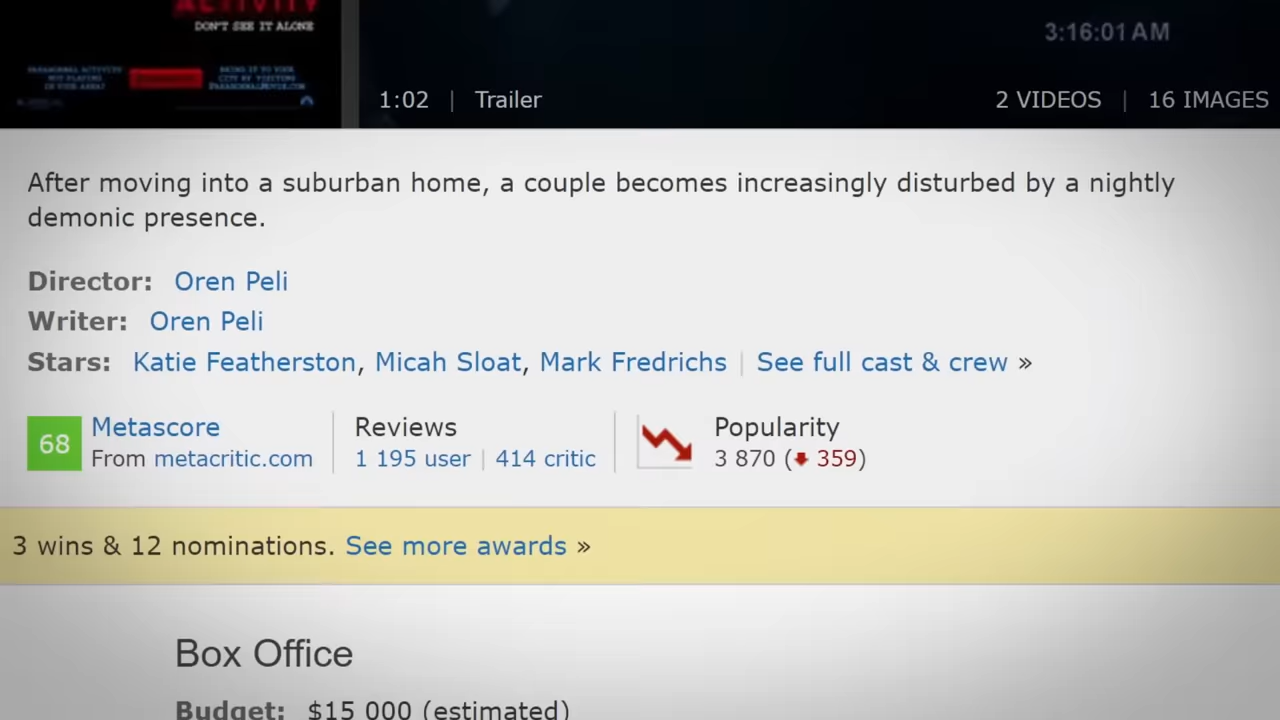 ACTIVITY
DON'T SEE IT ALONE
3:16:01 AM
1:02 | Trailer
2 VIDEOS | 16 IMAGES
After moving into a suburban home, a couple becomes increasingly disturbed by a nightly
demonic presence.
Director: Oren Peli
Writer: Oren Peli
Stars: Katie Featherston, Micah Sloat, Mark Fredrichs | See full cast & crew »
68
Metascore
From metacritic.com
Reviews
1 195 user | 414 critic
Popularity
3 870 (359)
3 wins & 12 nominations. See more awards »
Box Office
Budget: $15 000 (estimated)